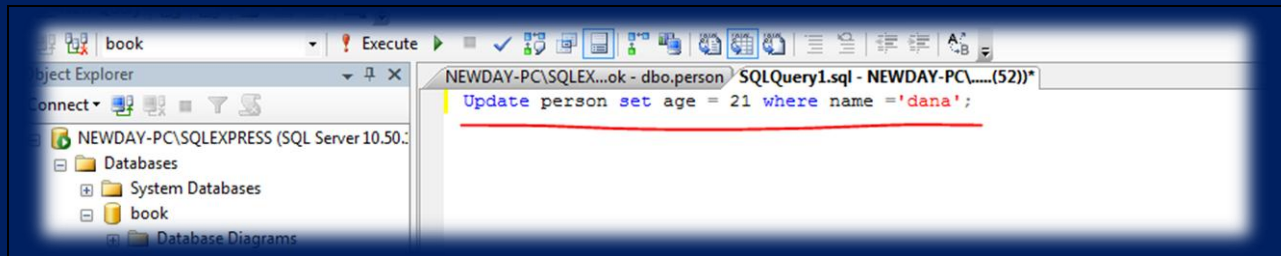 book
Execute
Object Explorer
Connect
NEWDAY-PC\SQLEX...ok - dbo.person
SQLQuery1.sql - NEWDAY-PC\.....(52))*
Update person set age = 21 where name ='dana';
NEWDAY-PC\SQLEXPRESS (SQL Server 10.50.
Databases
System Databases
book
Database Diagrams